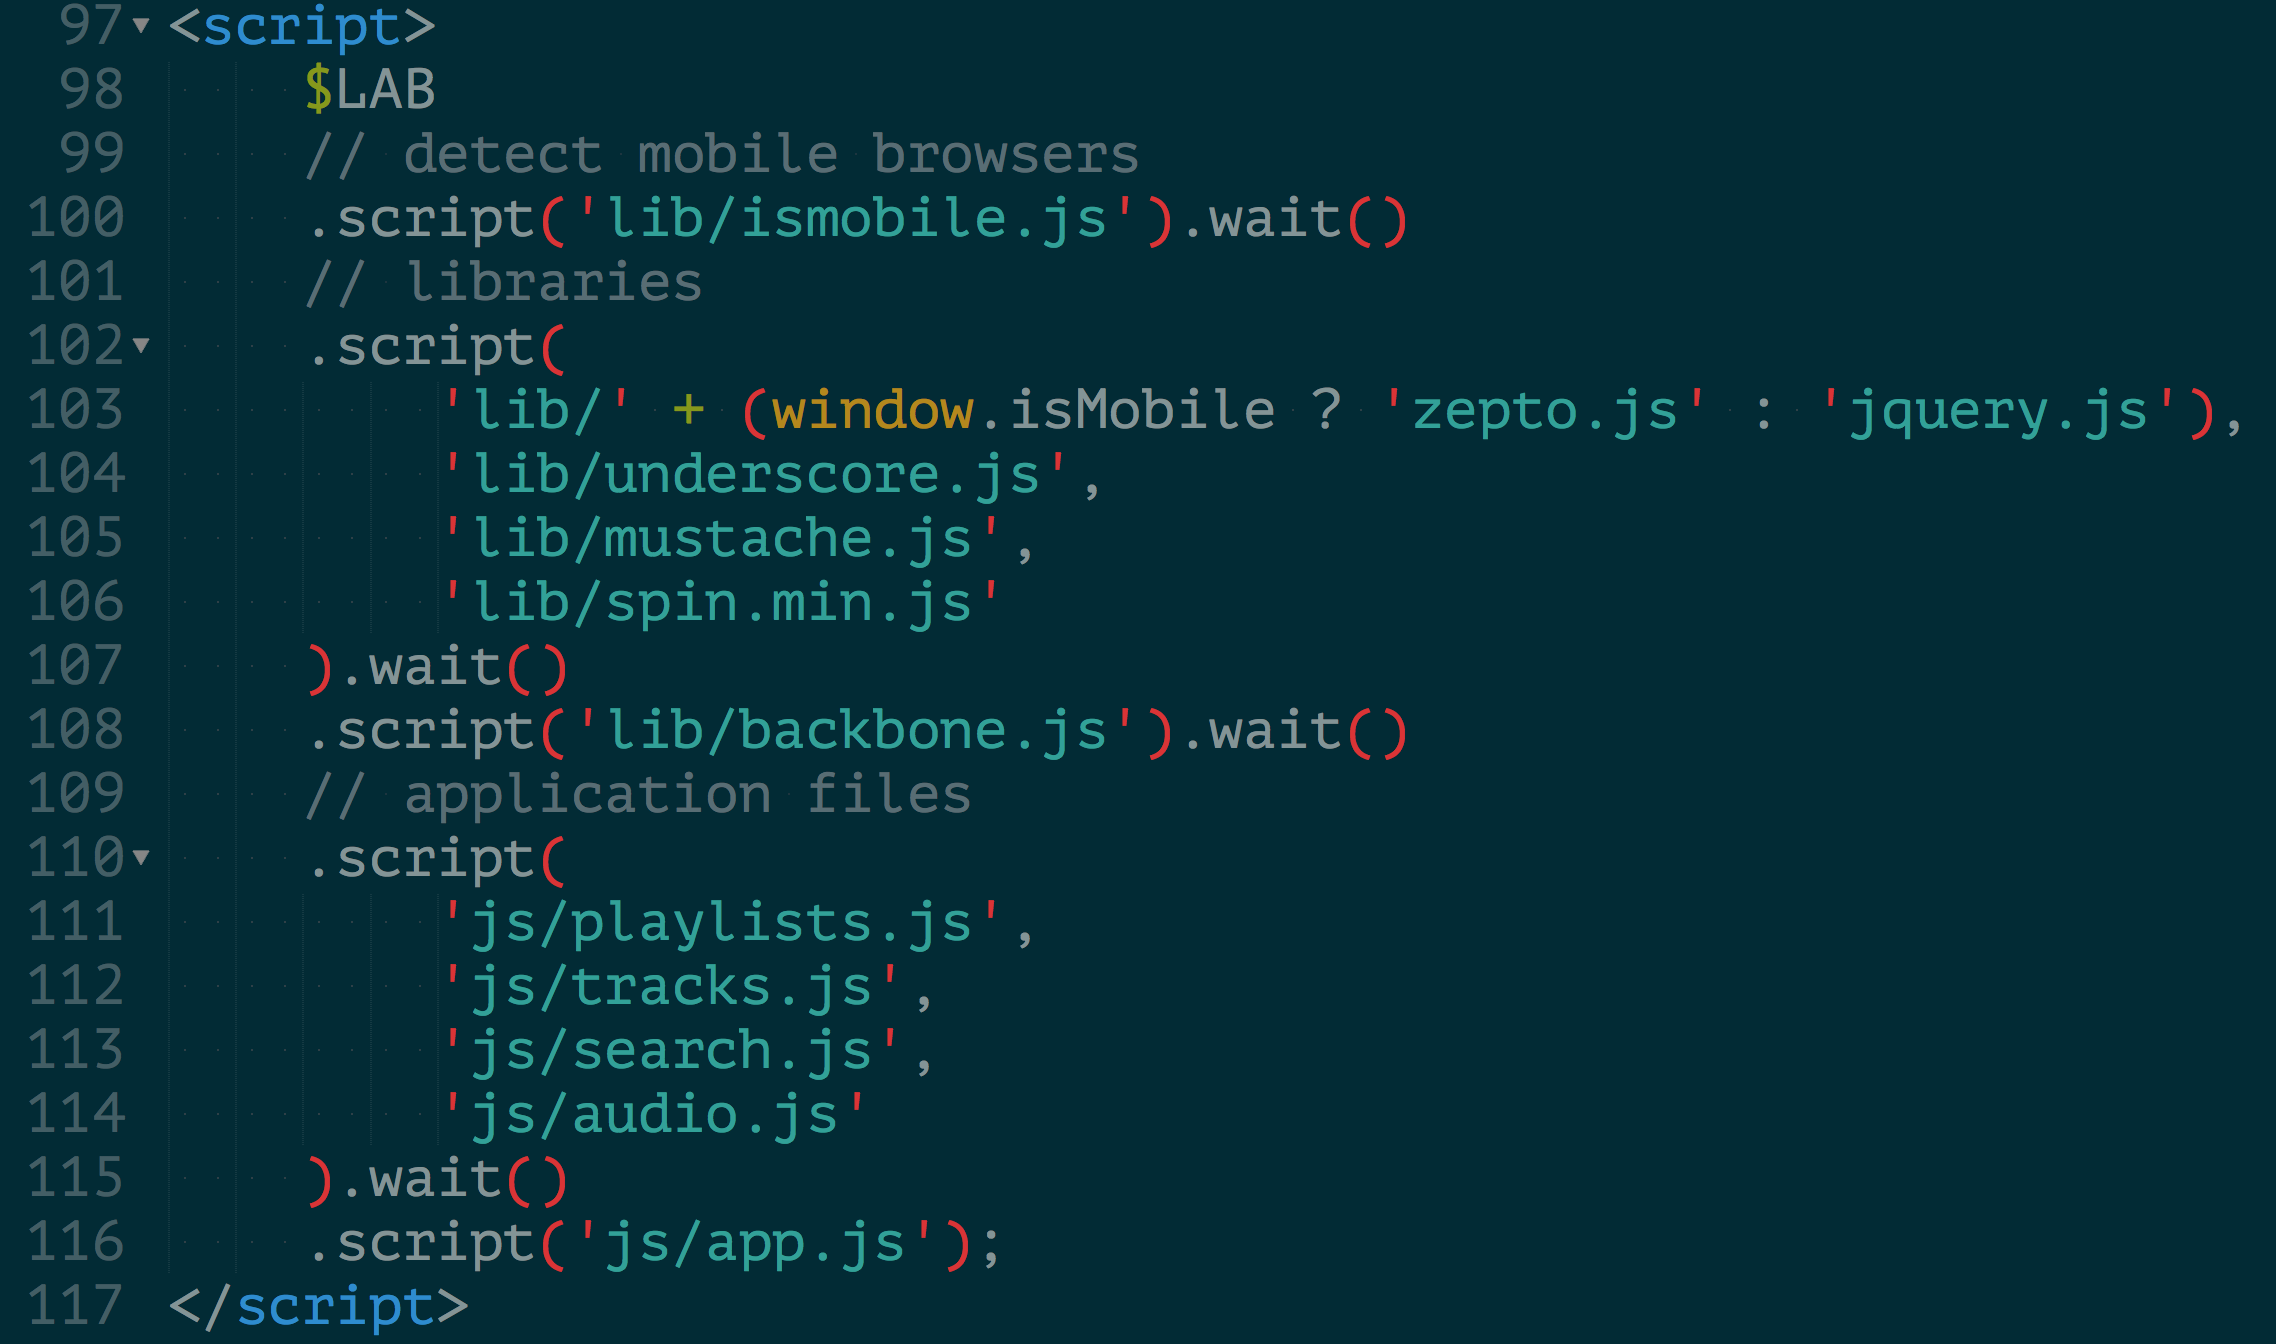 97 <script>
98 $LAB
99 // detect mobile browsers
100 .script('lib/ismobile.js').wait()
101 // libraries
102 .script(
103 'lib/' + (window.isMobile ? 'zepto.js' : 'jquery.js'),
104 'lib/underscore.js',
105 'lib/mustache.js',
106 'lib/spin.min.js'
107 ).wait()
108 .script('lib/backbone.js').wait()
109 // application files
110 .script(
111 'js/playlists.js',
112 'js/tracks.js',
113 'js/search.js',
114 'js/audio.js'
115 ).wait()
116 .script('js/app.js');
117 </script>